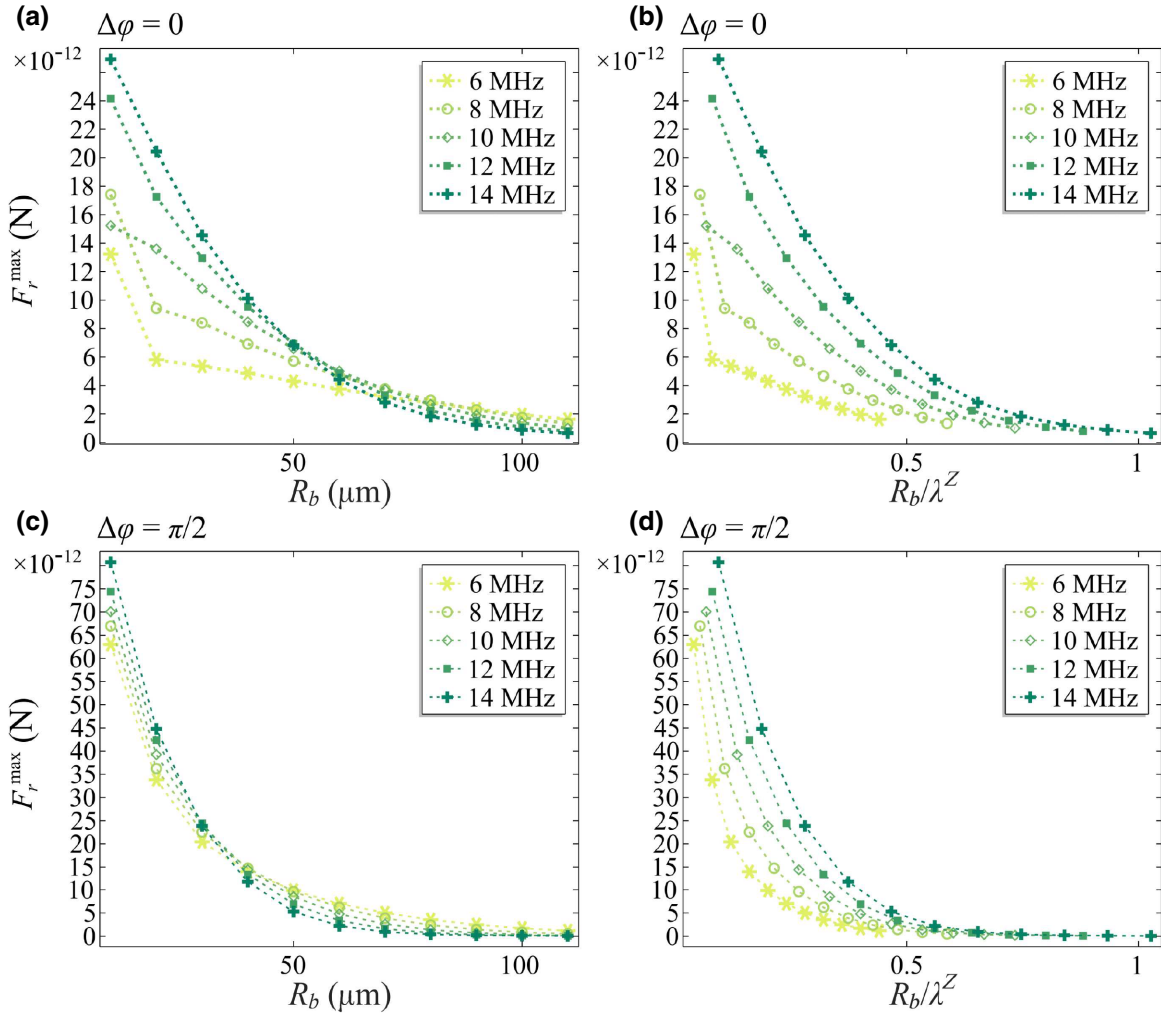 (a)
Δφ = 0
×10⁻¹²
24
22
20
18
16
14
12
10
8
6
4
2
0
F_r^max (N)
50
100
R_b (μm)
6 MHz
8 MHz
10 MHz
12 MHz
14 MHz
(b)
Δφ = 0
×10⁻¹²
24
22
20
18
16
14
12
10
8
6
4
2
0
0.5
1
R_b/λ^Z
6 MHz
8 MHz
10 MHz
12 MHz
14 MHz
(c)
Δφ = π/2
×10⁻¹²
75
70
65
60
55
50
45
40
35
30
25
20
15
10
5
0
F_r^max (N)
50
100
R_b (μm)
6 MHz
8 MHz
10 MHz
12 MHz
14 MHz
(d)
Δφ = π/2
×10⁻¹²
75
70
65
60
55
50
45
40
35
30
25
20
15
10
5
0
0.5
1
R_b/λ^Z
6 MHz
8 MHz
10 MHz
12 MHz
14 MHz